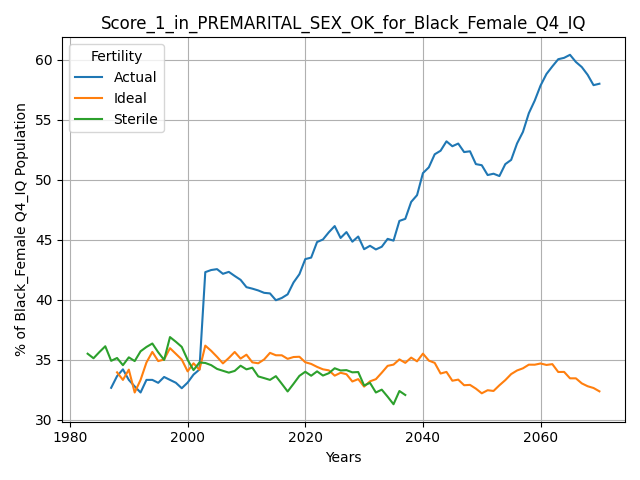 Score_1_in_PREMARITAL_SEX_OK_for_Black_Female_Q4_IQ
Fertility
Actual
Ideal
Sterile
% of Black_Female Q4_IQ Population
60
55
50
45
40
35
30
1980
2000
2020
2040
2060
Years